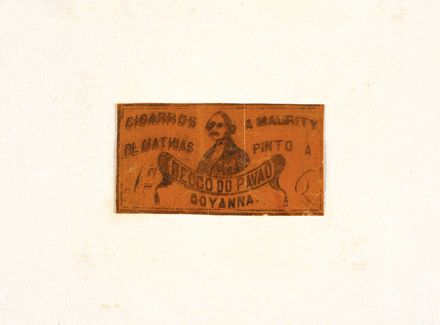 CIGARROS A MAURITY
DE MATHIAS PINTO A
BECCO DO PAVAO
GOYANNA.